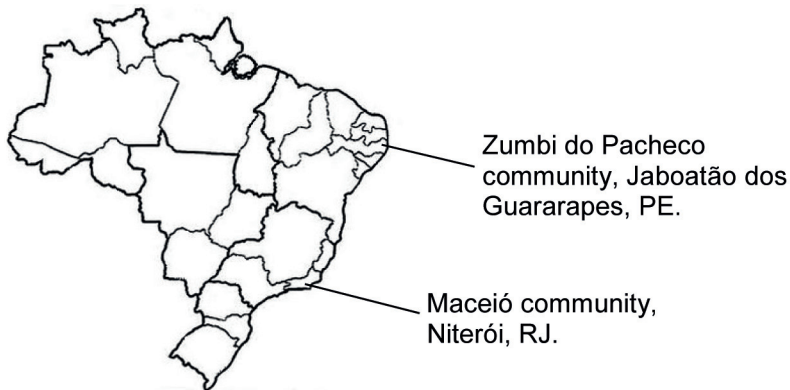 Zumbi do Pacheco
community, Jaboatão dos
Guararapes, PE.
Maceió community,
Niterói, RJ.